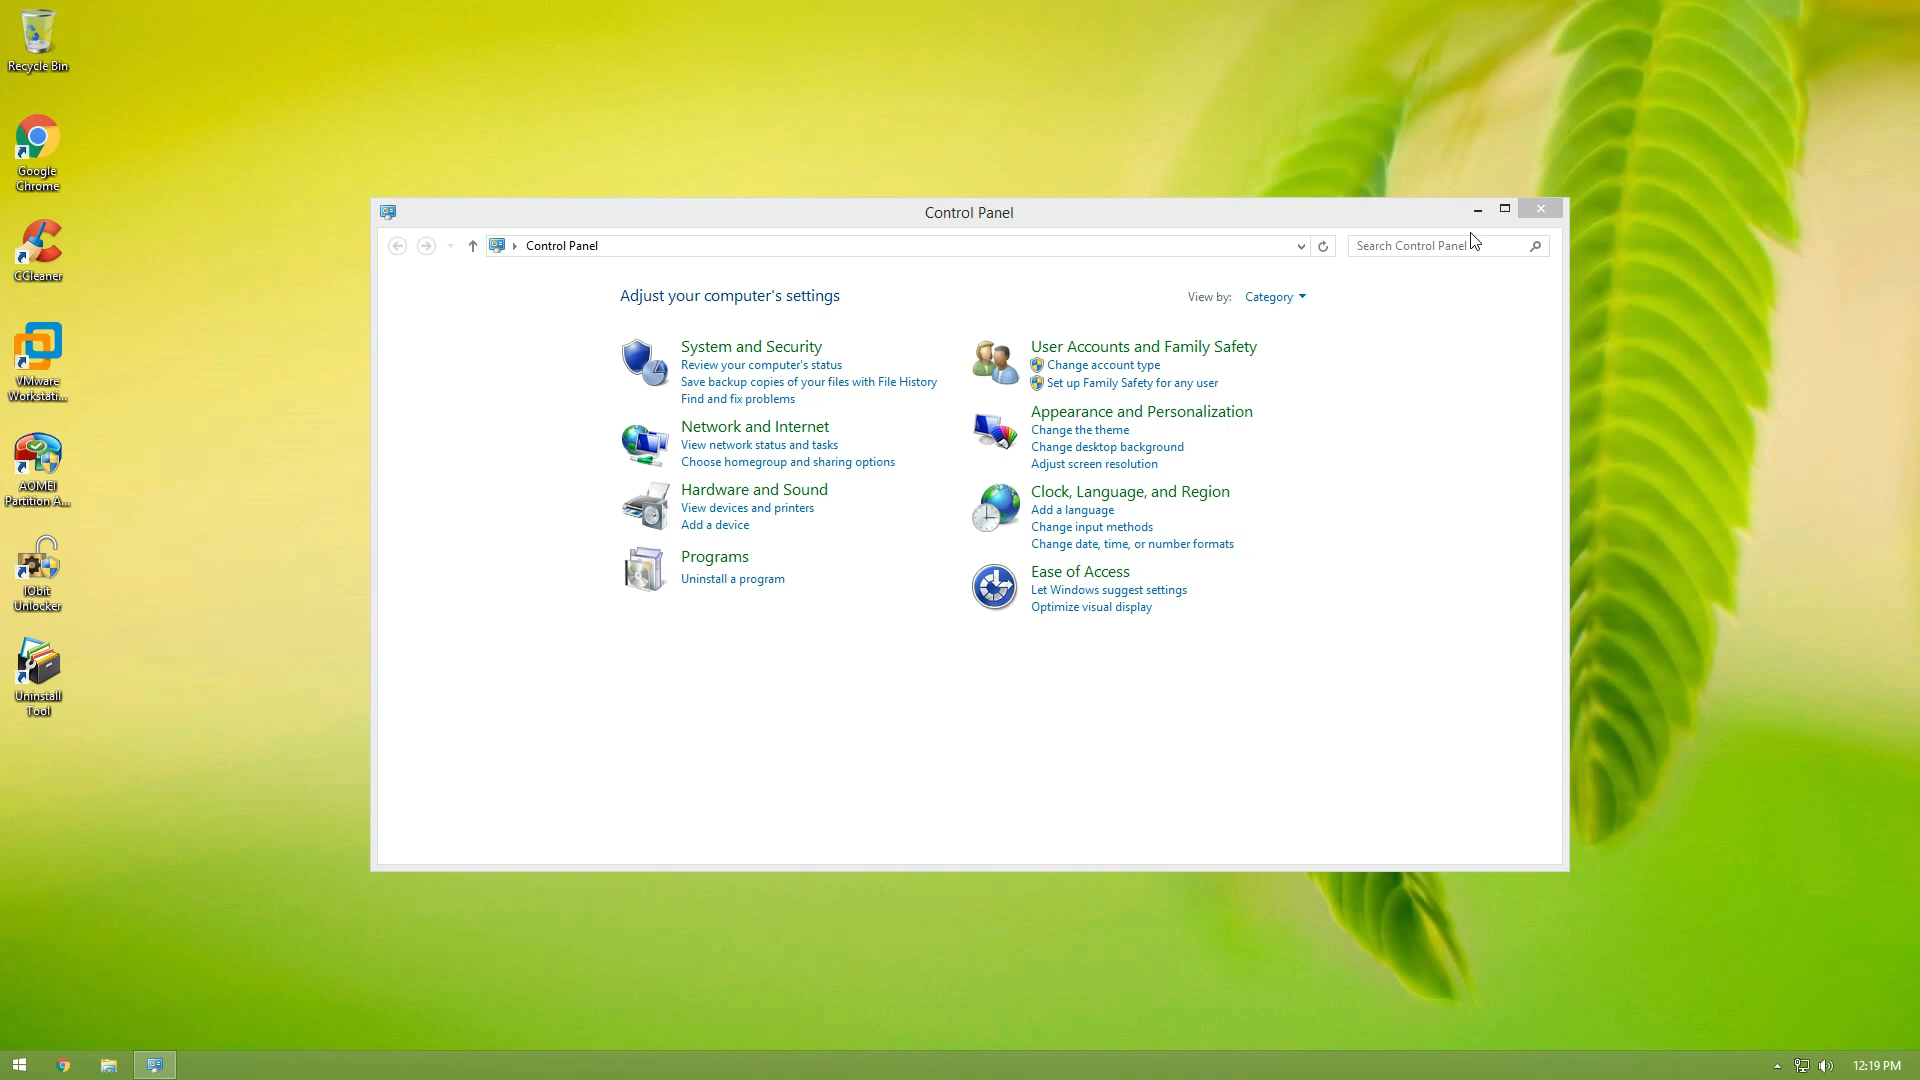 Recycle Bin
Google
Chrome
CCleaner
VMware
Workstati...
AOMEI
Partition A...
IObit
Unlocker
Uninstall
Tool
Control Panel
Control Panel
Search Control Panel
Adjust your computer's settings
View by:
Category
System and Security
Review your computer's status
Save backup copies of your files with File History
Find and fix problems
Network and Internet
View network status and tasks
Choose homegroup and sharing options
Hardware and Sound
View devices and printers
Add a device
Programs
Uninstall a program
User Accounts and Family Safety
Change account type
Set up Family Safety for any user
Appearance and Personalization
Change the theme
Change desktop background
Adjust screen resolution
Clock, Language, and Region
Add a language
Change input methods
Change date, time, or number formats
Ease of Access
Let Windows suggest settings
Optimize visual display
12:19 PM